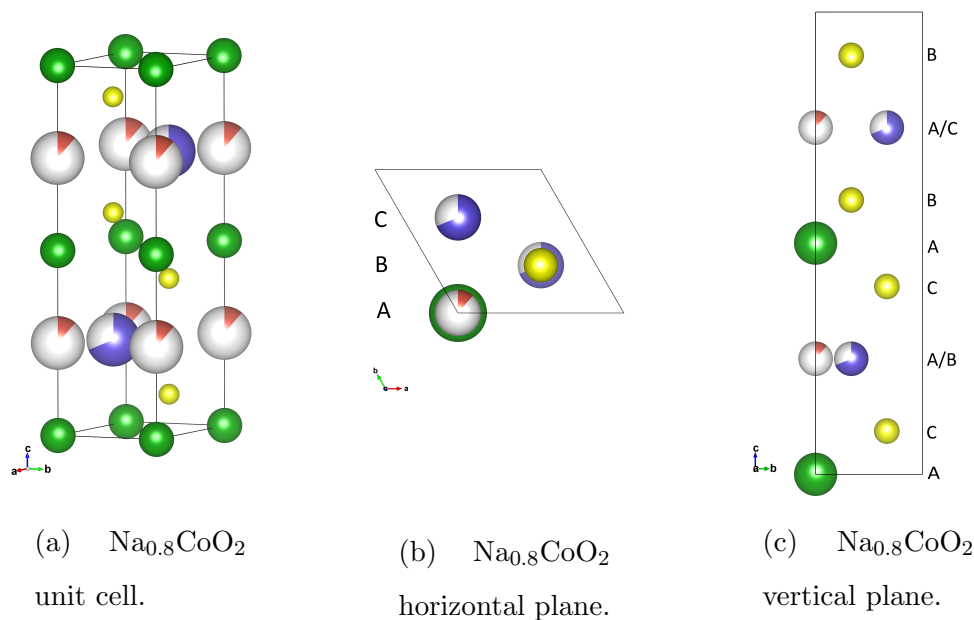 B
A/C
B
C
A
B
C
A
A/B
C
A
b
a
c
a
b
c
a
b
(a) Na0.8CoO2
unit cell.
(b) Na0.8CoO2
horizontal plane.
(c) Na0.8CoO2
vertical plane.